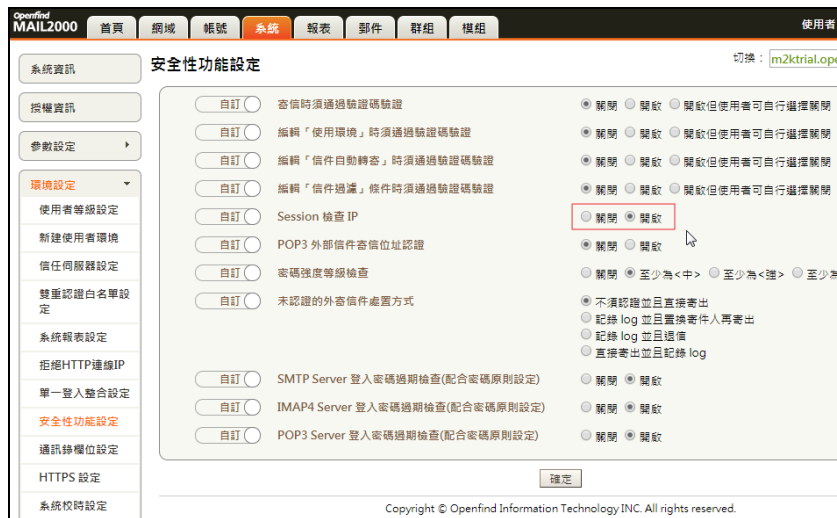 Openfind
MAIL2000 首頁 網域 帳號 系統 報表 郵件 群組 模組 使用者
安全性功能設定 切換： m2ktrial.ope
系統資訊
授權資訊
參數設定
環境設定
使用者等級設定
新建使用者環境
信任伺服器設定
雙重認證白名單設定
系統報表設定
拒絕HTTP連線IP
單一登入整合設定
安全性功能設定
通訊錄欄位設定
HTTPS 設定
系統校時設定
自訂 寄信時須通過驗證碼驗證 關閉 開啟 開啟但使用者可自行選擇關閉
自訂 編輯「使用環境」時須通過驗證碼驗證 關閉 開啟 開啟但使用者可自行選擇關閉
自訂 編輯「信件自動轉寄」時須通過驗證碼驗證 關閉 開啟 開啟但使用者可自行選擇關閉
自訂 編輯「信件過濾」條件時須通過驗證碼驗證 關閉 開啟 開啟但使用者可自行選擇關閉
自訂 Session 檢查 IP 關閉 開啟
自訂 POP3 外部信件寄信位址認證 關閉 開啟
自訂 密碼強度等級檢查 關閉 至少為<中> 至少為<強> 至少為
自訂 未認證的外寄信件處置方式 不須認證並且直接寄出
記錄 log 並且置換寄件人再寄出
記錄 log 並且退信
直接寄出並且記錄 log
自訂 SMTP Server 登入密碼過期檢查(配合密碼原則設定) 關閉 開啟
自訂 IMAP4 Server 登入密碼過期檢查(配合密碼原則設定) 關閉 開啟
自訂 POP3 Server 登入密碼過期檢查(配合密碼原則設定) 關閉 開啟
確定
Copyright © Openfind Information Technology INC. All rights reserved.